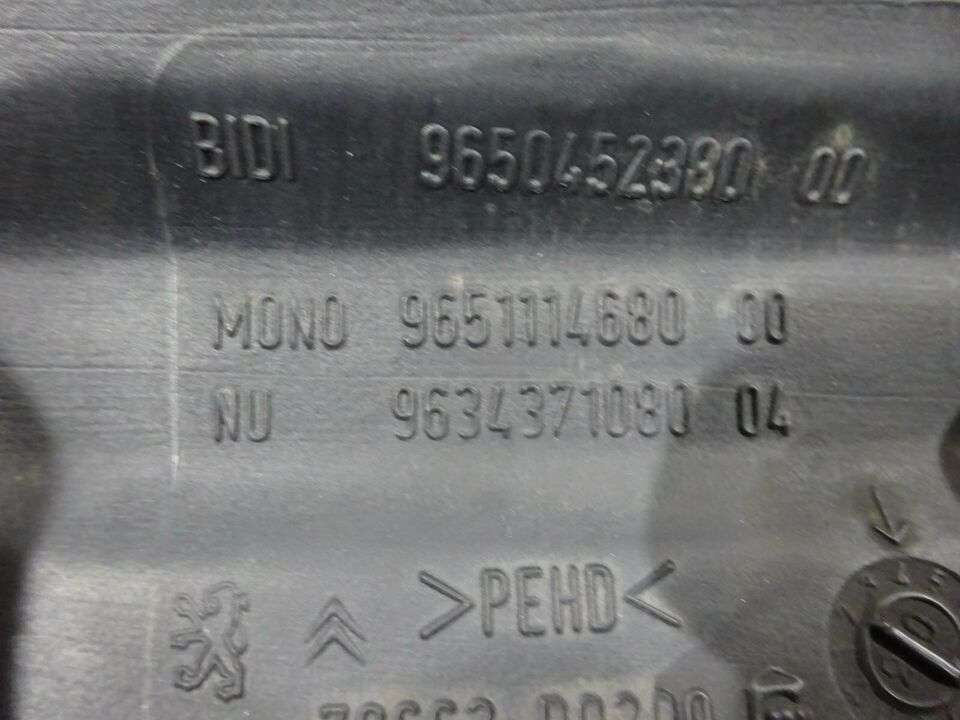 BIDI 9650452380 00
MONO 9651114680 00
NU 9634371080 04
>PEHD<